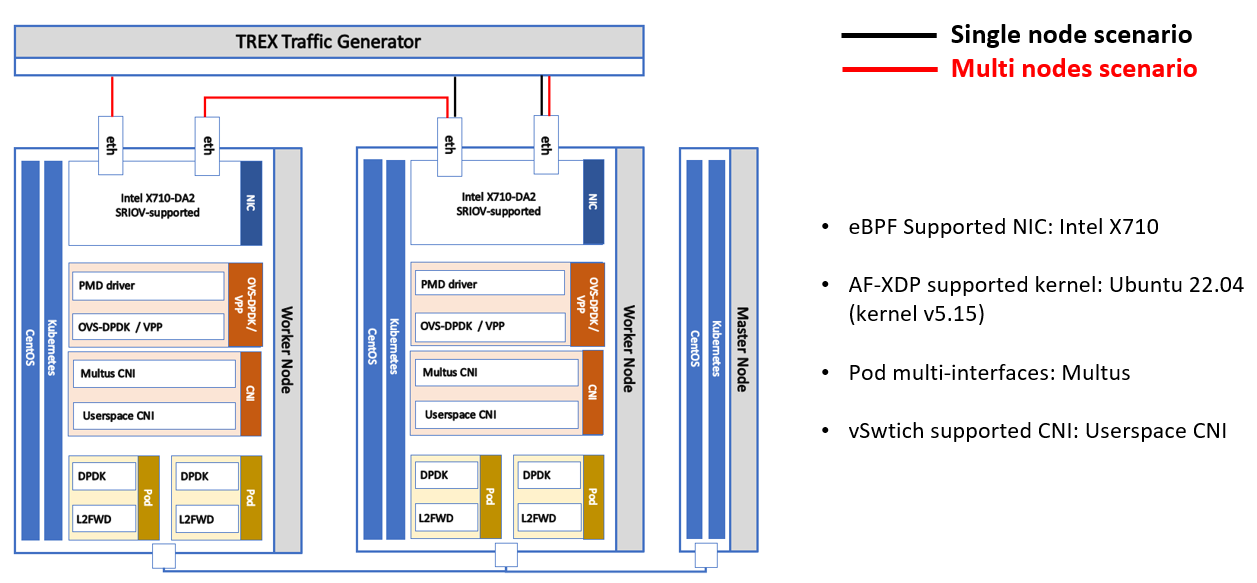 TREX Traffic Generator
Single node scenario
Multi nodes scenario
eth
eth
eth
eth
CentOS
Kubernetes
Intel X710-DA2
SRIOV-supported
NIC
PMD driver
OVS-DPDK / VPP
OVS-DPDK /
VPP
Multus CNI
Userspace CNI
CNI
DPDK
L2FWD
Pod
DPDK
L2FWD
Pod
Worker Node
CentOS
Kubernetes
Intel X710-DA2
SRIOV-supported
NIC
PMD driver
OVS-DPDK / VPP
OVS-DPDK /
VPP
Multus CNI
Userspace CNI
CNI
DPDK
L2FWD
Pod
DPDK
L2FWD
Pod
Worker Node
CentOS
Kubernetes
Master Node
• eBPF Supported NIC: Intel X710
• AF-XDP supported kernel: Ubuntu 22.04
(kernel v5.15)
• Pod multi-interfaces: Multus
• vSwtich supported CNI: Userspace CNI